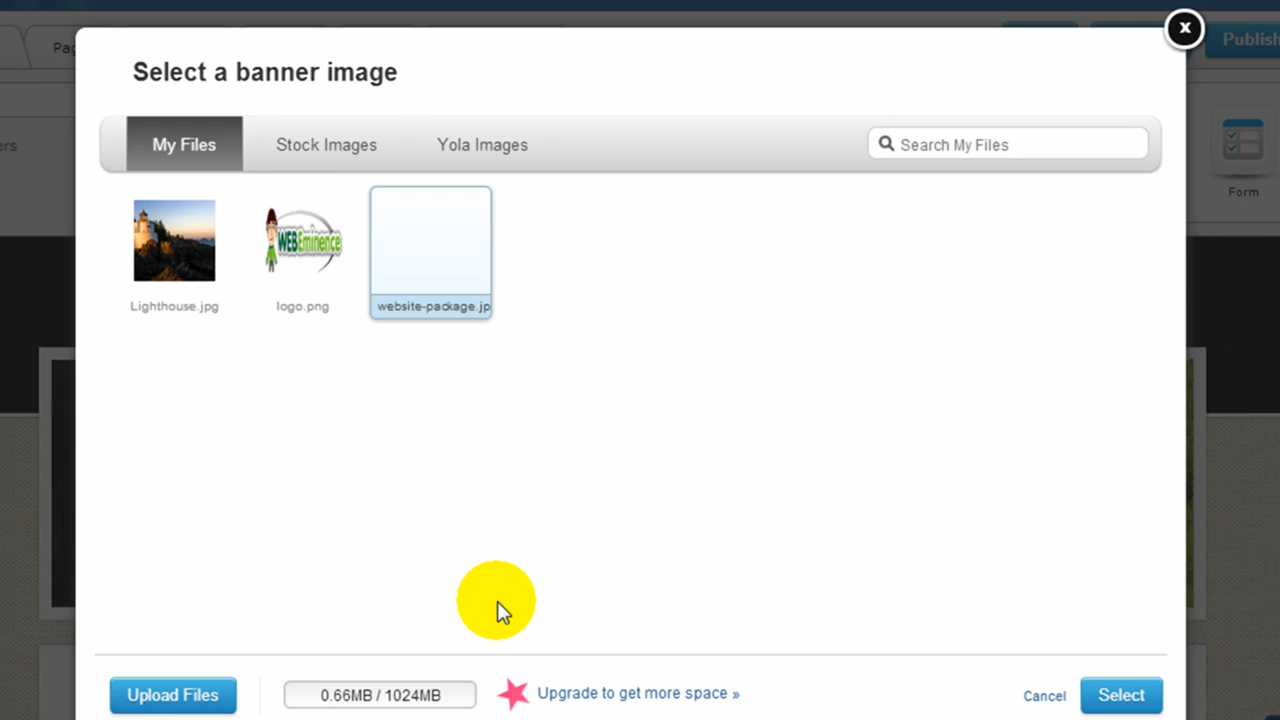 x
Publish
Select a banner image
My Files
Stock Images
Yola Images
Search My Files
Form
WEBEminence
Lighthouse.jpg
logo.png
website-package.jp
Upload Files
0.66MB / 1024MB
Upgrade to get more space »
Cancel
Select